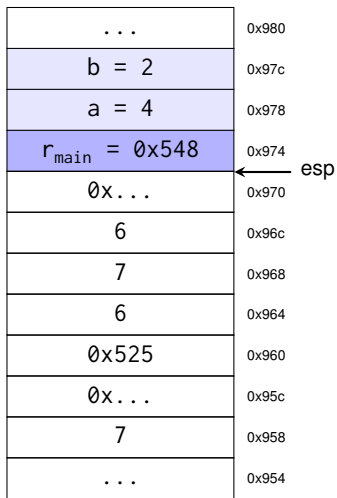 ... 0x980
b = 2 0x97c
a = 4 0x978
r_main = 0x548 0x974
esp
0x... 0x970
6 0x96c
7 0x968
6 0x964
0x525 0x960
0x... 0x95c
7 0x958
... 0x954